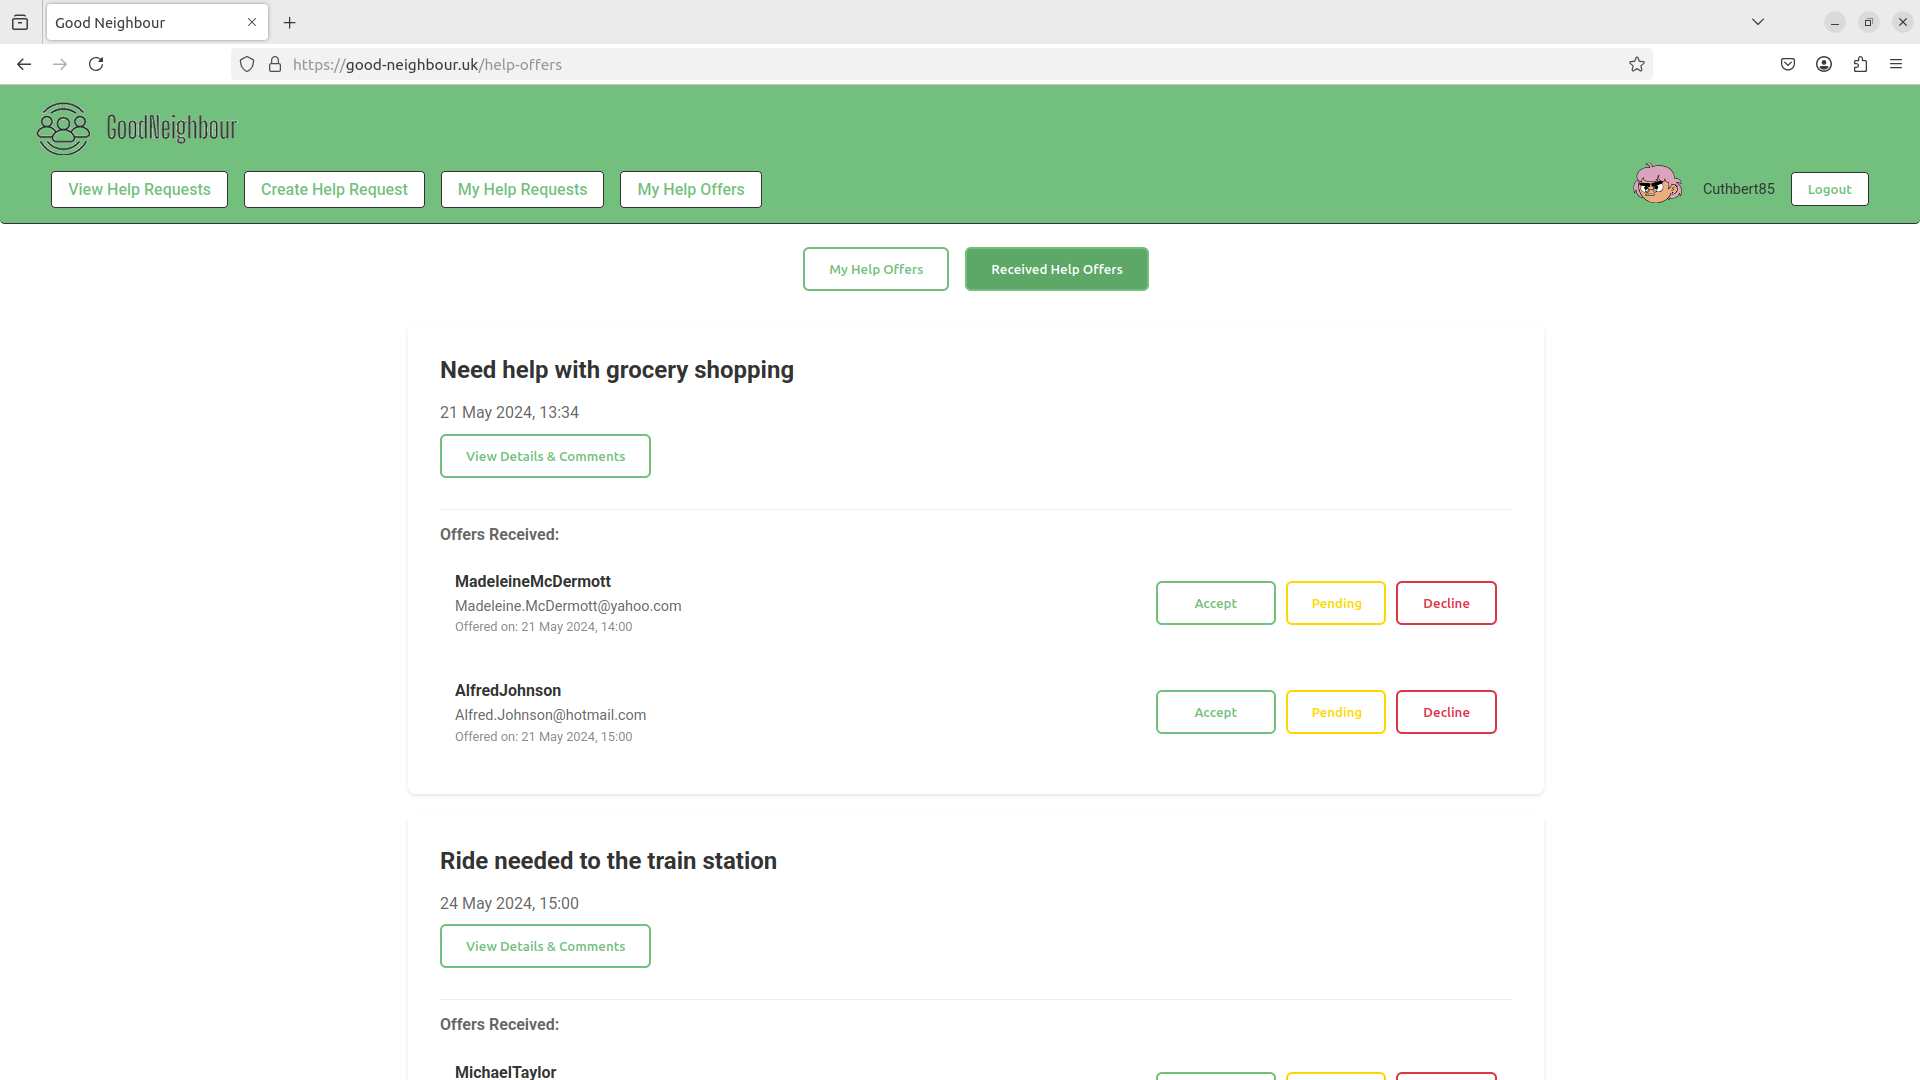 Good Neighbour
https://good-neighbour.uk/help-offers
GoodNeighbour
View Help Requests
Create Help Request
My Help Requests
My Help Offers
Cuthbert85
Logout
My Help Offers
Received Help Offers
Need help with grocery shopping
21 May 2024, 13:34
View Details & Comments
Offers Received:
MadeleineMcDermott
Madeleine.McDermott@yahoo.com
Offered on: 21 May 2024, 14:00
Accept
Pending
Decline
AlfredJohnson
Alfred.Johnson@hotmail.com
Offered on: 21 May 2024, 15:00
Accept
Pending
Decline
Ride needed to the train station
24 May 2024, 15:00
View Details & Comments
Offers Received:
MichaelTaylor